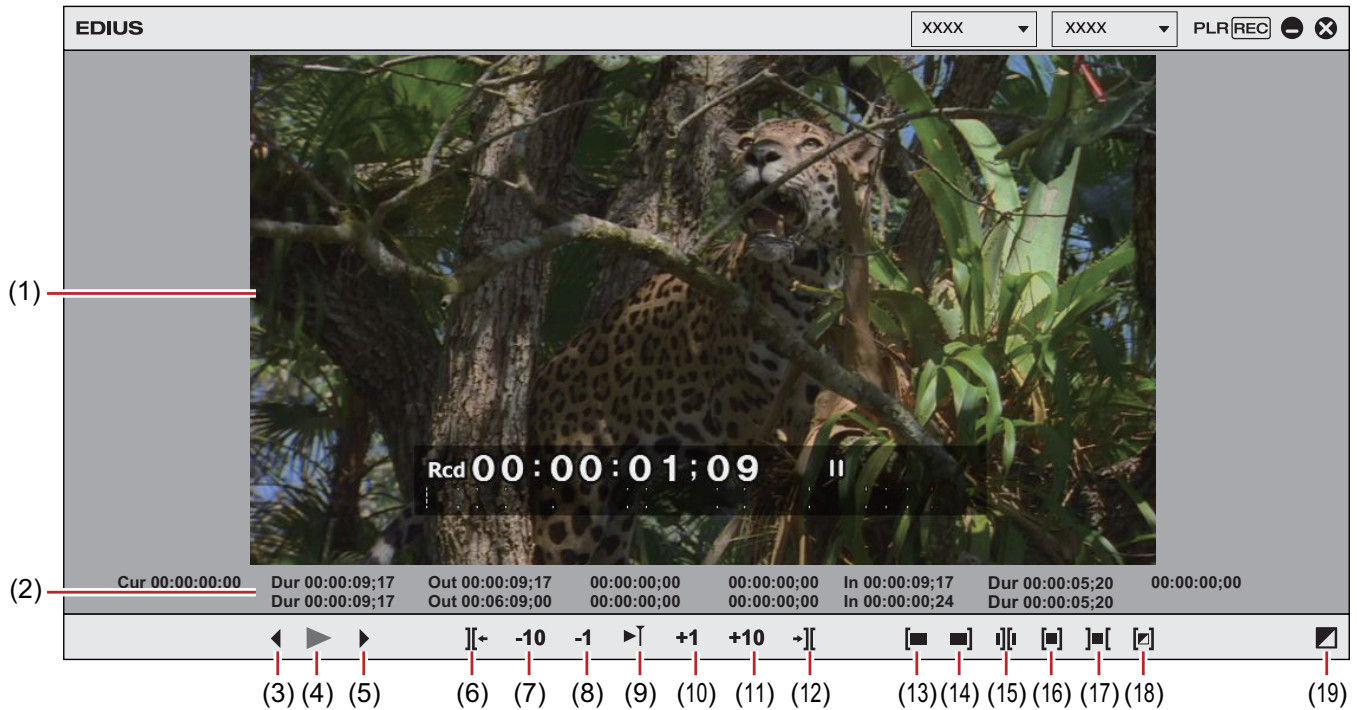 EDIUS
XXXX XXXX PLR REC
(1)
Rcd 00:00:01;09
(2)
Cur 00:00:00:00 Dur 00:00:09;17 Out 00:00:09;17 00:00:00;00 00:00:00;00 In 00:00:09;17 Dur 00:00:05;20 00:00:00;00
Dur 00:00:09;17 Out 00:06:09;00 00:00:00;00 00:00:00;00 In 00:00:00;24 Dur 00:00:05;20
-10 -1 +1 +10
(3) (4) (5) (6) (7) (8) (9) (10) (11) (12) (13) (14) (15) (16) (17) (18) (19)